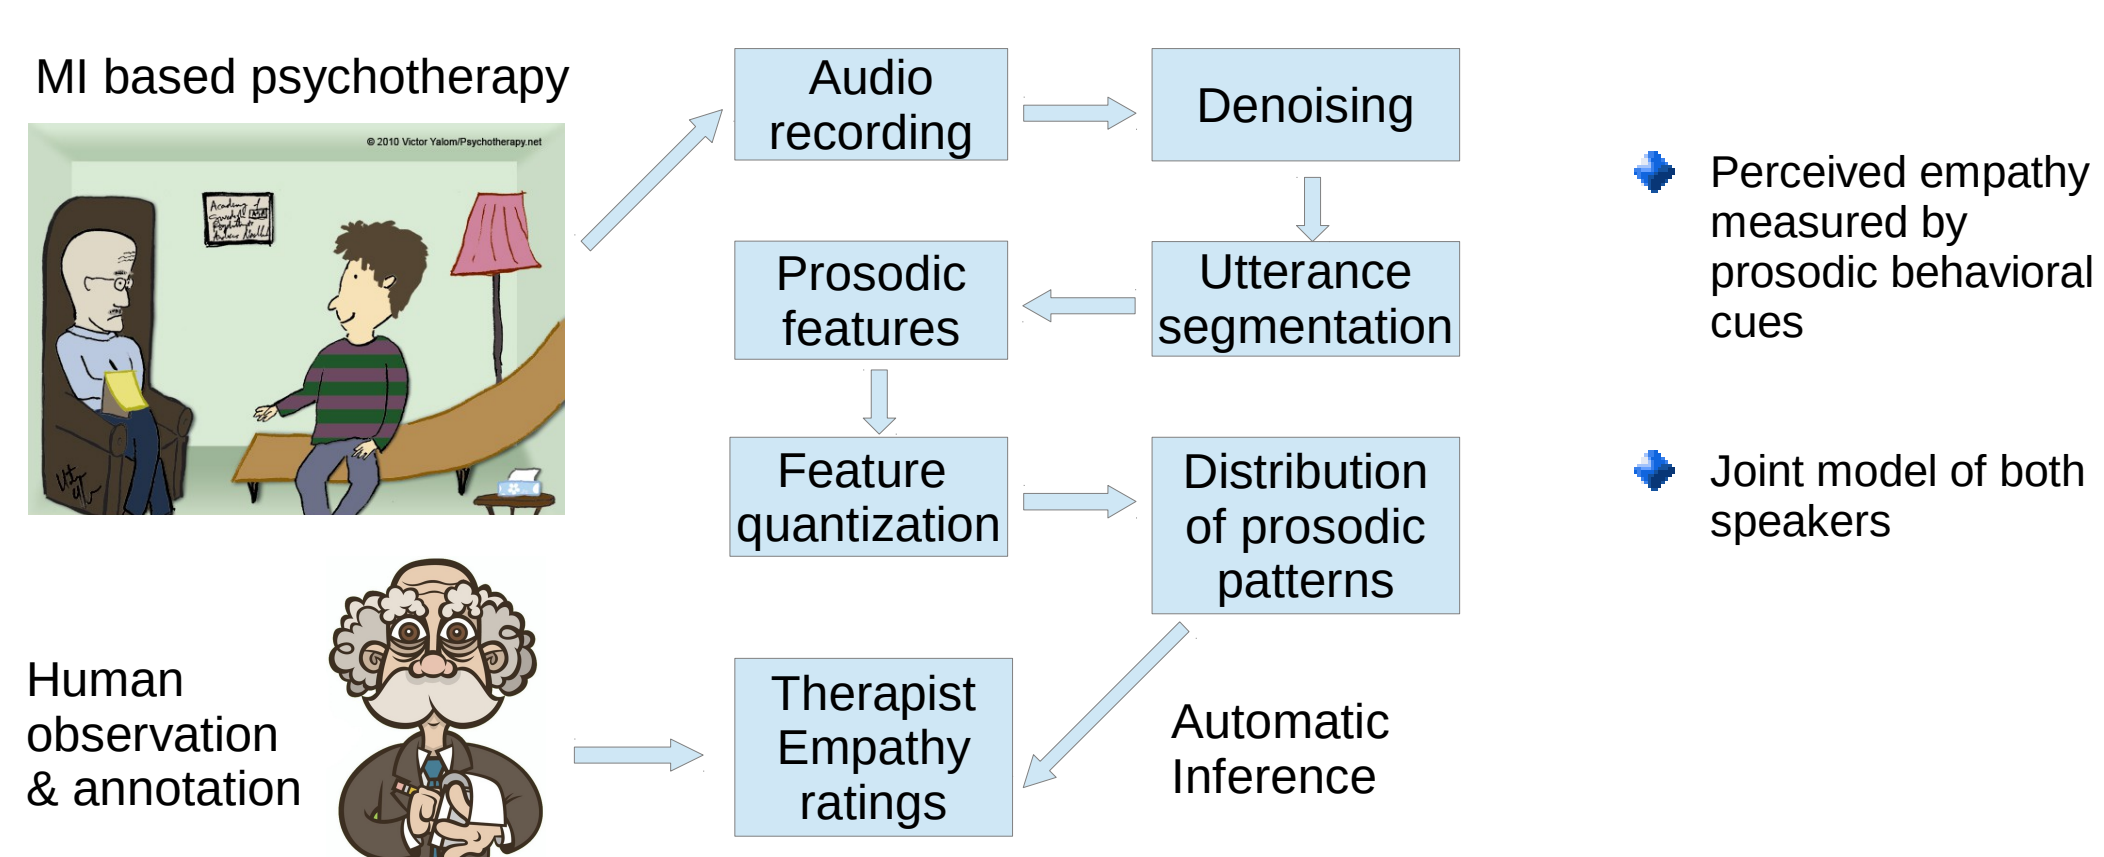 MI based psychotherapy
© 2010 Victor Yalom/Psychotherapy.net
Academy of
Audio
recording
Denoising
Utterance
segmentation
Prosodic
features
Feature
quantization
Distribution
of prosodic
patterns
Therapist
Empathy
ratings
Automatic
Inference
Human
observation
& annotation
Perceived empathy
measured by
prosodic behavioral
cues
Joint model of both
speakers